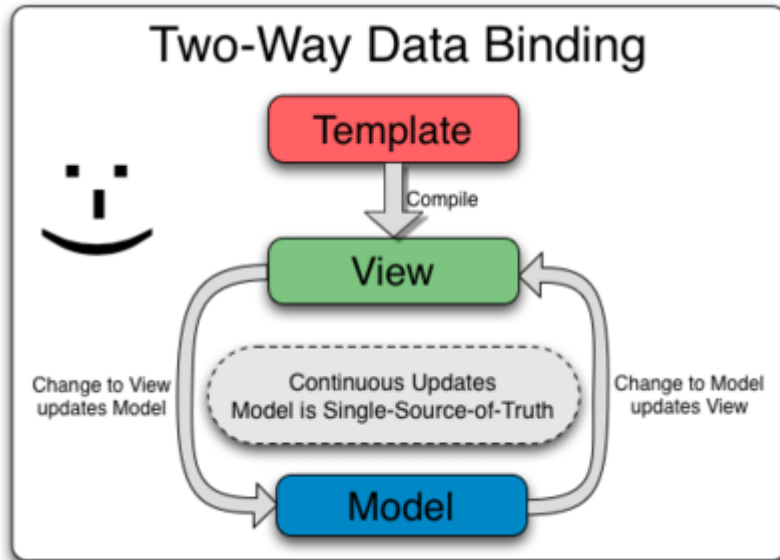 Two-Way Data Binding
Template
Compile
View
Change to View
updates Model
Continuous Updates
Model is Single-Source-of-Truth
Change to Model
updates View
Model